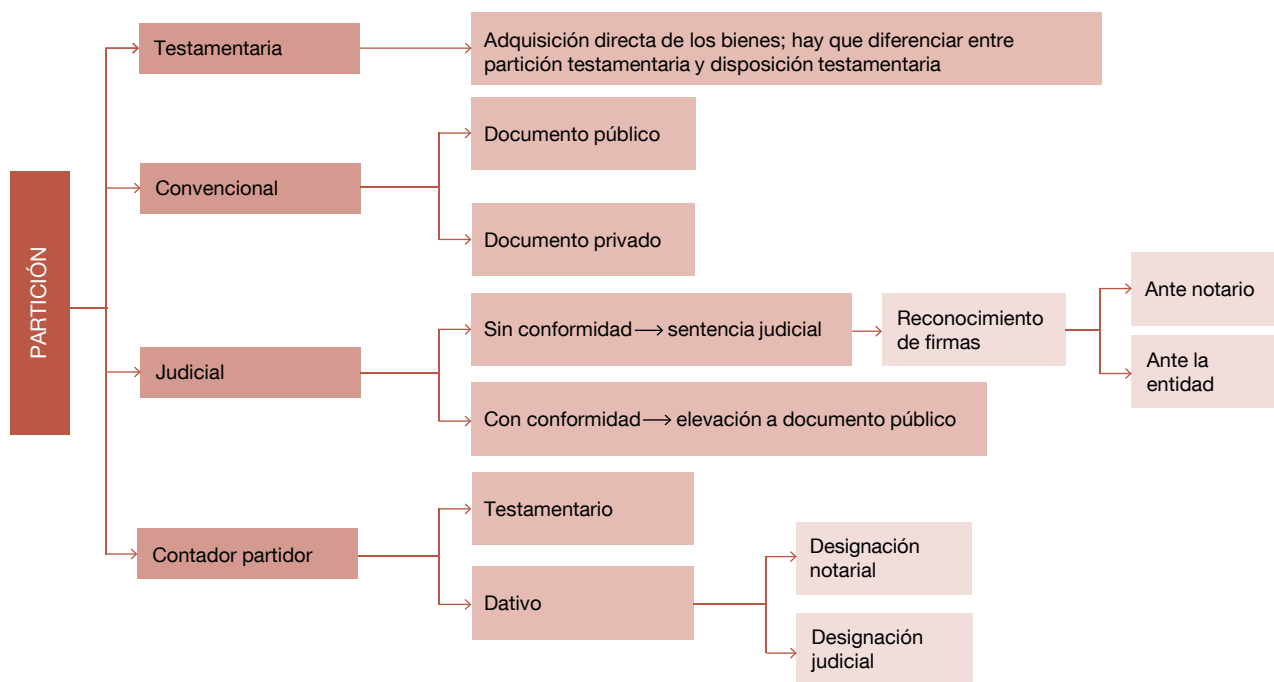 PARTICIÓN
Testamentaria
Adquisición directa de los bienes; hay que diferenciar entre
partición testamentaria y disposición testamentaria
Convencional
Documento público
Documento privado
Judicial
Sin conformidad → sentencia judicial
Reconocimiento
de firmas
Ante notario
Ante la
entidad
Con conformidad → elevación a documento público
Contador partidor
Testamentario
Dativo
Designación
notarial
Designación
judicial